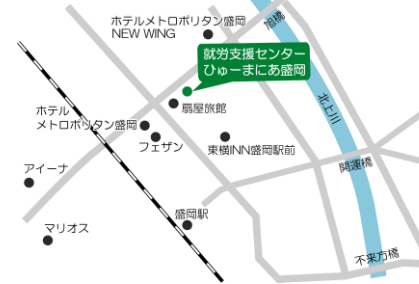 ホテルメトロポリタン盛岡
NEW WING
旭橋
就労支援センター
ひゅーまにあ盛岡
北上川
扇屋旅館
ホテル
メトロポリタン盛岡
フェザン
東横INN盛岡駅前
開運橋
アイーナ
盛岡駅
マリオス
不来方橋